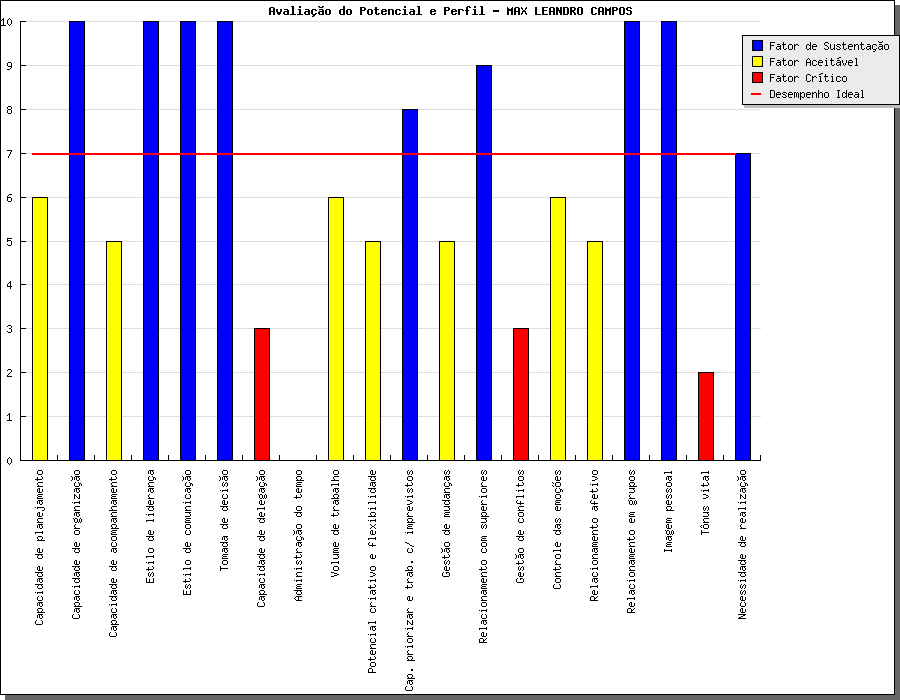 Avaliação do Potencial e Perfil - MAX LEANDRO CAMPOS
Fator de Sustentação
Fator Aceitável
Fator Crítico
Desempenho Ideal
10
9
8
7
6
5
4
3
2
1
0
Capacidade de planejamento
Capacidade de organização
Capacidade de acompanhamento
Estilo de liderança
Estilo de comunicação
Tomada de decisão
Capacidade de delegação
Administração do tempo
Volume de trabalho
Potencial criativo e flexibilidade
Cap. priorizar e trab. c/ imprevistos
Gestão de mudanças
Relacionamento com superiores
Gestão de conflitos
Controle das emoções
Relacionamento afetivo
Relacionamento em grupos
Imagem pessoal
Tônus vital
Necessidade de realização